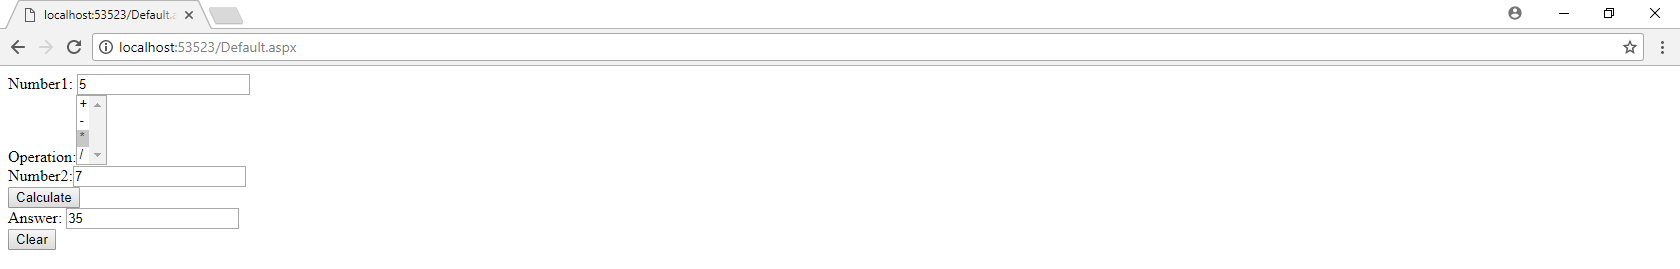 localhost:53523/Default.a
localhost:53523/Default.aspx
Number1: 5
+
-
*
Operation: /
Number2: 7
Calculate
Answer: 35
Clear